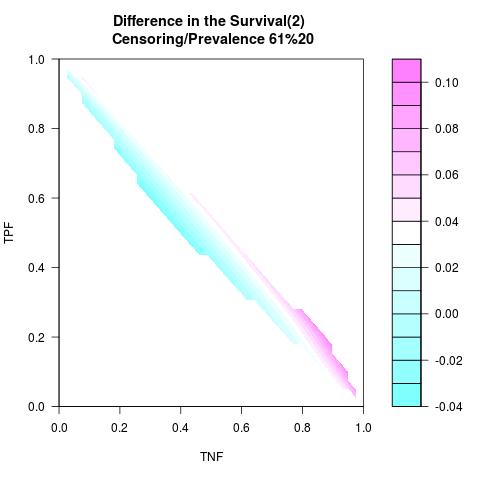 Difference in the Survival(2)
Censoring/Prevalence 61%20
1.0
0.8
0.6
0.4
0.2
0.0
TPF
0.0 0.2 0.4 0.6 0.8 1.0
TNF
0.10
0.08
0.06
0.04
0.02
0.00
-0.02
-0.04